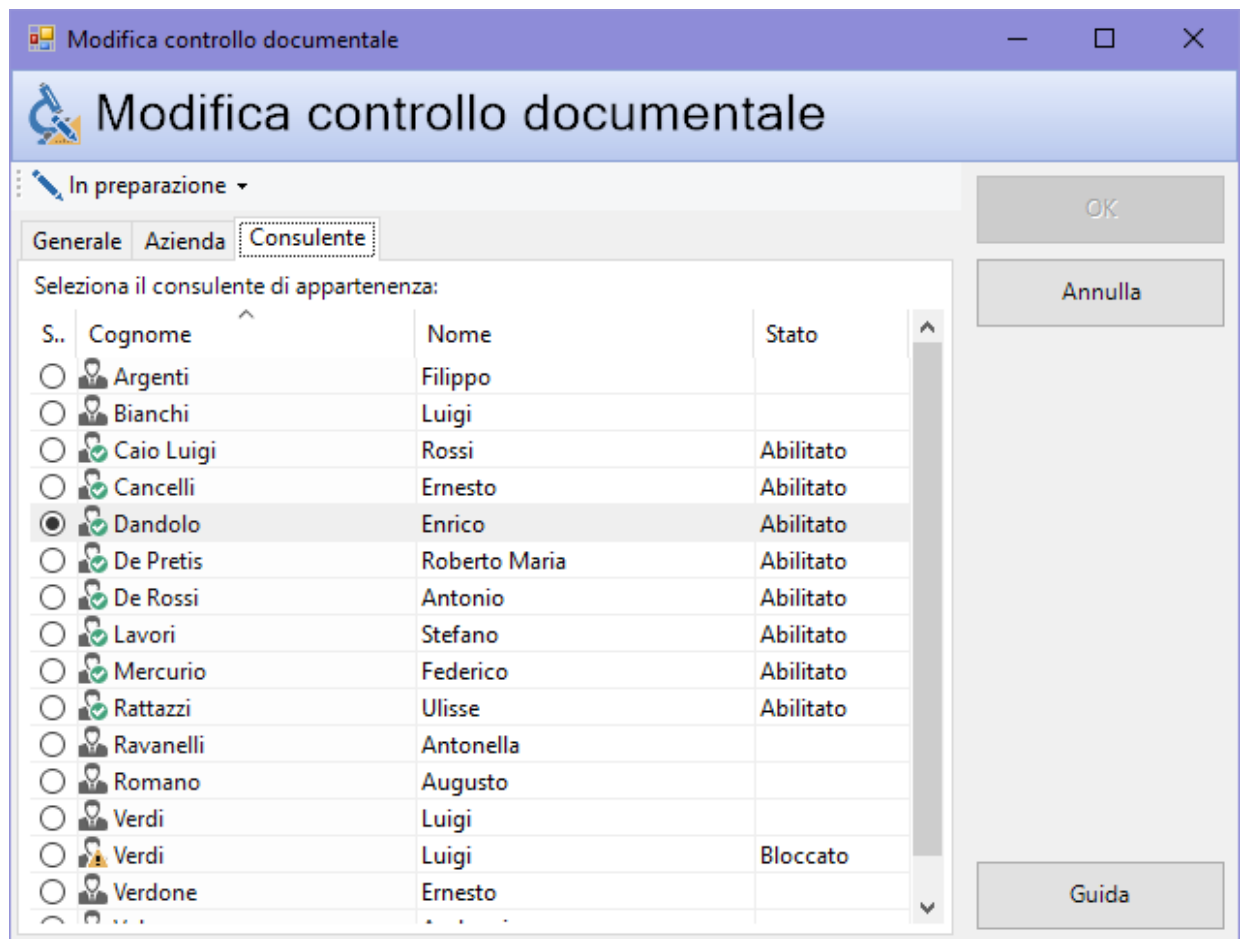 Modifica controllo documentale
Modifica controllo documentale
In preparazione
OK
Generale Azienda Consulente
Annulla
Seleziona il consulente di appartenenza:
S.. Cognome Nome Stato
Argenti Filippo
Bianchi Luigi
Caio Luigi Rossi Abilitato
Cancelli Ernesto Abilitato
Dandolo Enrico Abilitato
De Pretis Roberto Maria Abilitato
De Rossi Antonio Abilitato
Lavori Stefano Abilitato
Mercurio Federico Abilitato
Rattazzi Ulisse Abilitato
Ravanelli Antonella
Romano Augusto
Verdi Luigi
Verdi Luigi Bloccato
Verdone Ernesto
Guida